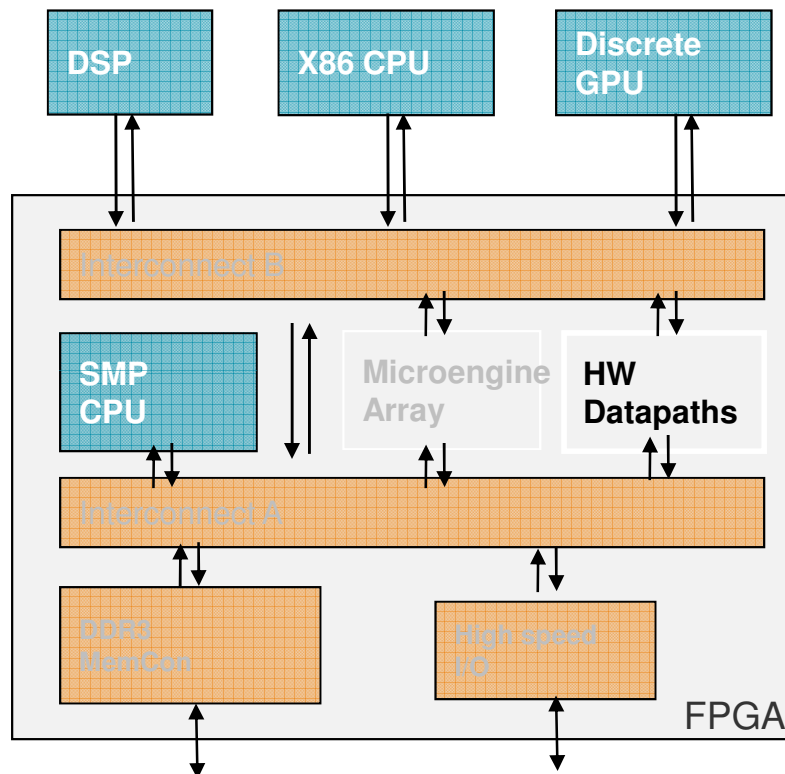 DSP
X86 CPU
Discrete
GPU
Interconnect B
SMP
CPU
Microengine
Array
HW
Datapaths
Interconnect A
DDR3
MemCon
High speed
I/O
FPGA